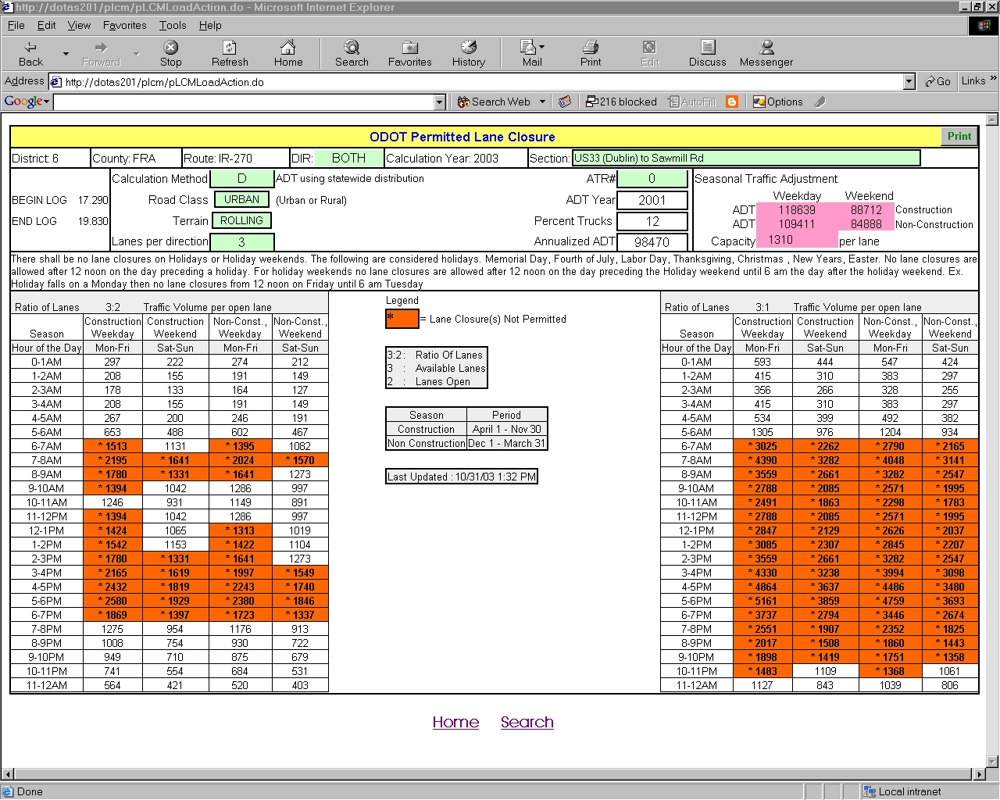 http://dotas201/plcm/pLCMLoadAction.do - Microsoft Internet Explorer
File Edit View Favorites Tools Help
Back Forward Stop Refresh Home Search Favorites History Mail Print Edit Discuss Messenger
Address http://dotas201/plcm/pLCMLoadAction.do Go Links »
Google Search Web 216 blocked AutoFill Options
ODOT Permitted Lane Closure Print
District: 6 County: FRA Route: IR-270 DIR: BOTH Calculation Year: 2003 Section: US33 (Dublin) to Sawmill Rd
Calculation Method D ADT using statewide distribution ATR# 0 Seasonal Traffic Adjustment
Weekday Weekend
BEGIN LOG 17.290 Road Class URBAN (Urban or Rural) ADT Year 2001
ADT 118639 88712 Construction
END LOG 19.830 Terrain ROLLING Percent Trucks 12 ADT 109411 84888 Non-Construction
Lanes per direction 3 Annualized ADT 98470 Capacity 1310 per lane
There shall be no lane closures on Holidays or Holiday weekends. The following are considered holidays. Memorial Day, Fourth of July, Labor Day, Thanksgiving, Christmas , New Years, Easter. No lane closures are
allowed after 12 noon on the day preceding a holiday. For holiday weekends no lane closures are allowed after 12 noon on the day preceding the Holiday weekend until 6 am the day after the holiday weekend. Ex.
Holiday falls on a Monday then no lane closures from 12 noon on Friday until 6 am Tuesday
Ratio of Lanes 3:2 Traffic Volume per open lane
Season Construction Weekday Construction Weekend Non-Const., Weekday Non-Const., Weekend
Hour of the Day Mon-Fri Sat-Sun Mon-Fri Sat-Sun
0-1AM 297 222 274 212
1-2AM 208 155 191 149
2-3AM 178 133 164 127
3-4AM 208 155 191 149
4-5AM 267 200 246 191
5-6AM 653 488 602 467
6-7AM * 1513 1131 * 1395 1082
7-8AM * 2195 * 1641 * 2024 * 1570
8-9AM * 1780 * 1331 * 1641 1273
9-10AM * 1394 1042 1286 997
10-11AM 1246 931 1149 891
11-12PM * 1394 1042 1286 997
12-1PM * 1424 1065 * 1313 1019
1-2PM * 1542 1153 * 1422 1104
2-3PM * 1780 * 1331 * 1641 1273
3-4PM * 2165 * 1619 * 1997 * 1549
4-5PM * 2432 * 1819 * 2243 * 1740
5-6PM * 2580 * 1929 * 2380 * 1846
6-7PM * 1869 * 1397 * 1723 * 1337
7-8PM 1275 954 1176 913
8-9PM 1008 754 930 722
9-10PM 949 710 875 679
10-11PM 741 554 684 531
11-12AM 564 421 520 403
Legend
* = Lane Closure(s) Not Permitted
3:2 : Ratio Of Lanes
3 : Available Lanes
2 : Lanes Open
Season Period
Construction April 1 - Nov 30
Non Construction Dec 1 - March 31
Last Updated : 10/31/03 1:32 PM
Ratio of Lanes 3:1 Traffic Volume per open lane
Season Construction Weekday Construction Weekend Non-Const., Weekday Non-Const., Weekend
Hour of the Day Mon-Fri Sat-Sun Mon-Fri Sat-Sun
0-1AM 593 444 547 424
1-2AM 415 310 383 297
2-3AM 356 266 328 255
3-4AM 415 310 383 297
4-5AM 534 399 492 382
5-6AM 1305 976 1204 934
6-7AM * 3025 * 2262 * 2790 * 2165
7-8AM * 4390 * 3282 * 4048 * 3141
8-9AM * 3559 * 2661 * 3282 * 2547
9-10AM * 2788 * 2085 * 2571 * 1995
10-11AM * 2491 * 1863 * 2298 * 1783
11-12PM * 2788 * 2085 * 2571 * 1995
12-1PM * 2847 * 2129 * 2626 * 2037
1-2PM * 3085 * 2307 * 2845 * 2207
2-3PM * 3559 * 2661 * 3282 * 2547
3-4PM * 4330 * 3238 * 3994 * 3098
4-5PM * 4864 * 3637 * 4486 * 3480
5-6PM * 5161 * 3859 * 4759 * 3693
6-7PM * 3737 * 2794 * 3446 * 2674
7-8PM * 2551 * 1907 * 2352 * 1825
8-9PM * 2017 * 1508 * 1860 * 1443
9-10PM * 1898 * 1419 * 1751 * 1358
10-11PM * 1483 1109 * 1368 1061
11-12AM 1127 843 1039 806
Home Search
Done Local intranet